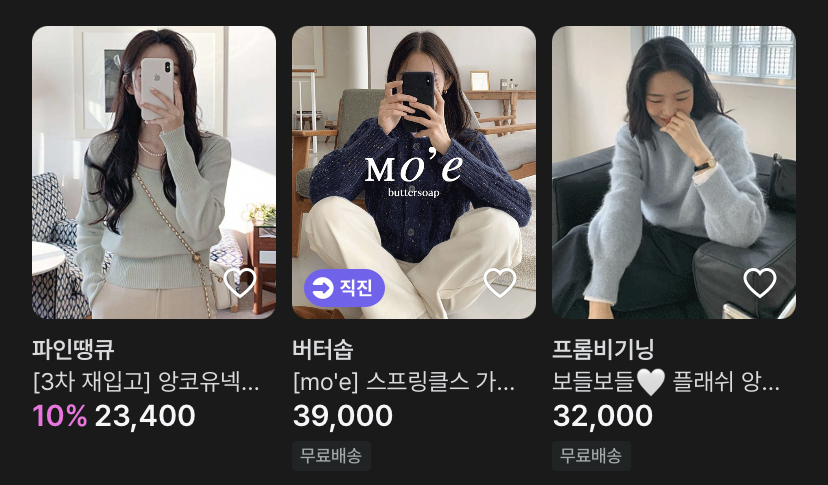 MO'e
buttersoap
직진
파인땡큐
[3차 재입고] 앙코유넥...
10% 23,400
버터솝
[mo'e] 스프링클스 가...
39,000
무료배송
프롬비기닝
보들보들🤍 플래쉬 앙...
32,000
무료배송